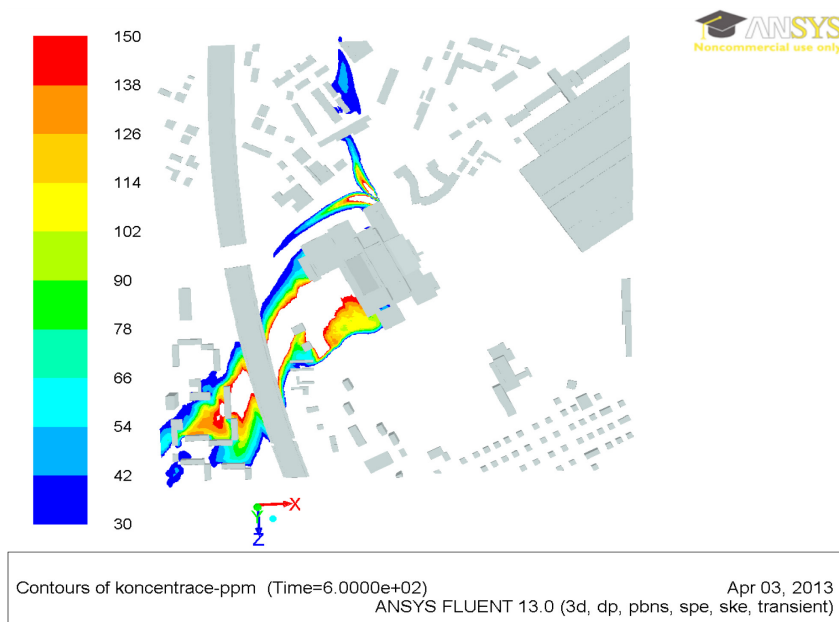 ANSYS
Noncommercial use only
150
138
126
114
102
90
78
66
54
42
30
X
Y
Z
Contours of koncentrace-ppm (Time=6.0000e+02)
Apr 03, 2013
ANSYS FLUENT 13.0 (3d, dp, pbns, spe, ske, transient)